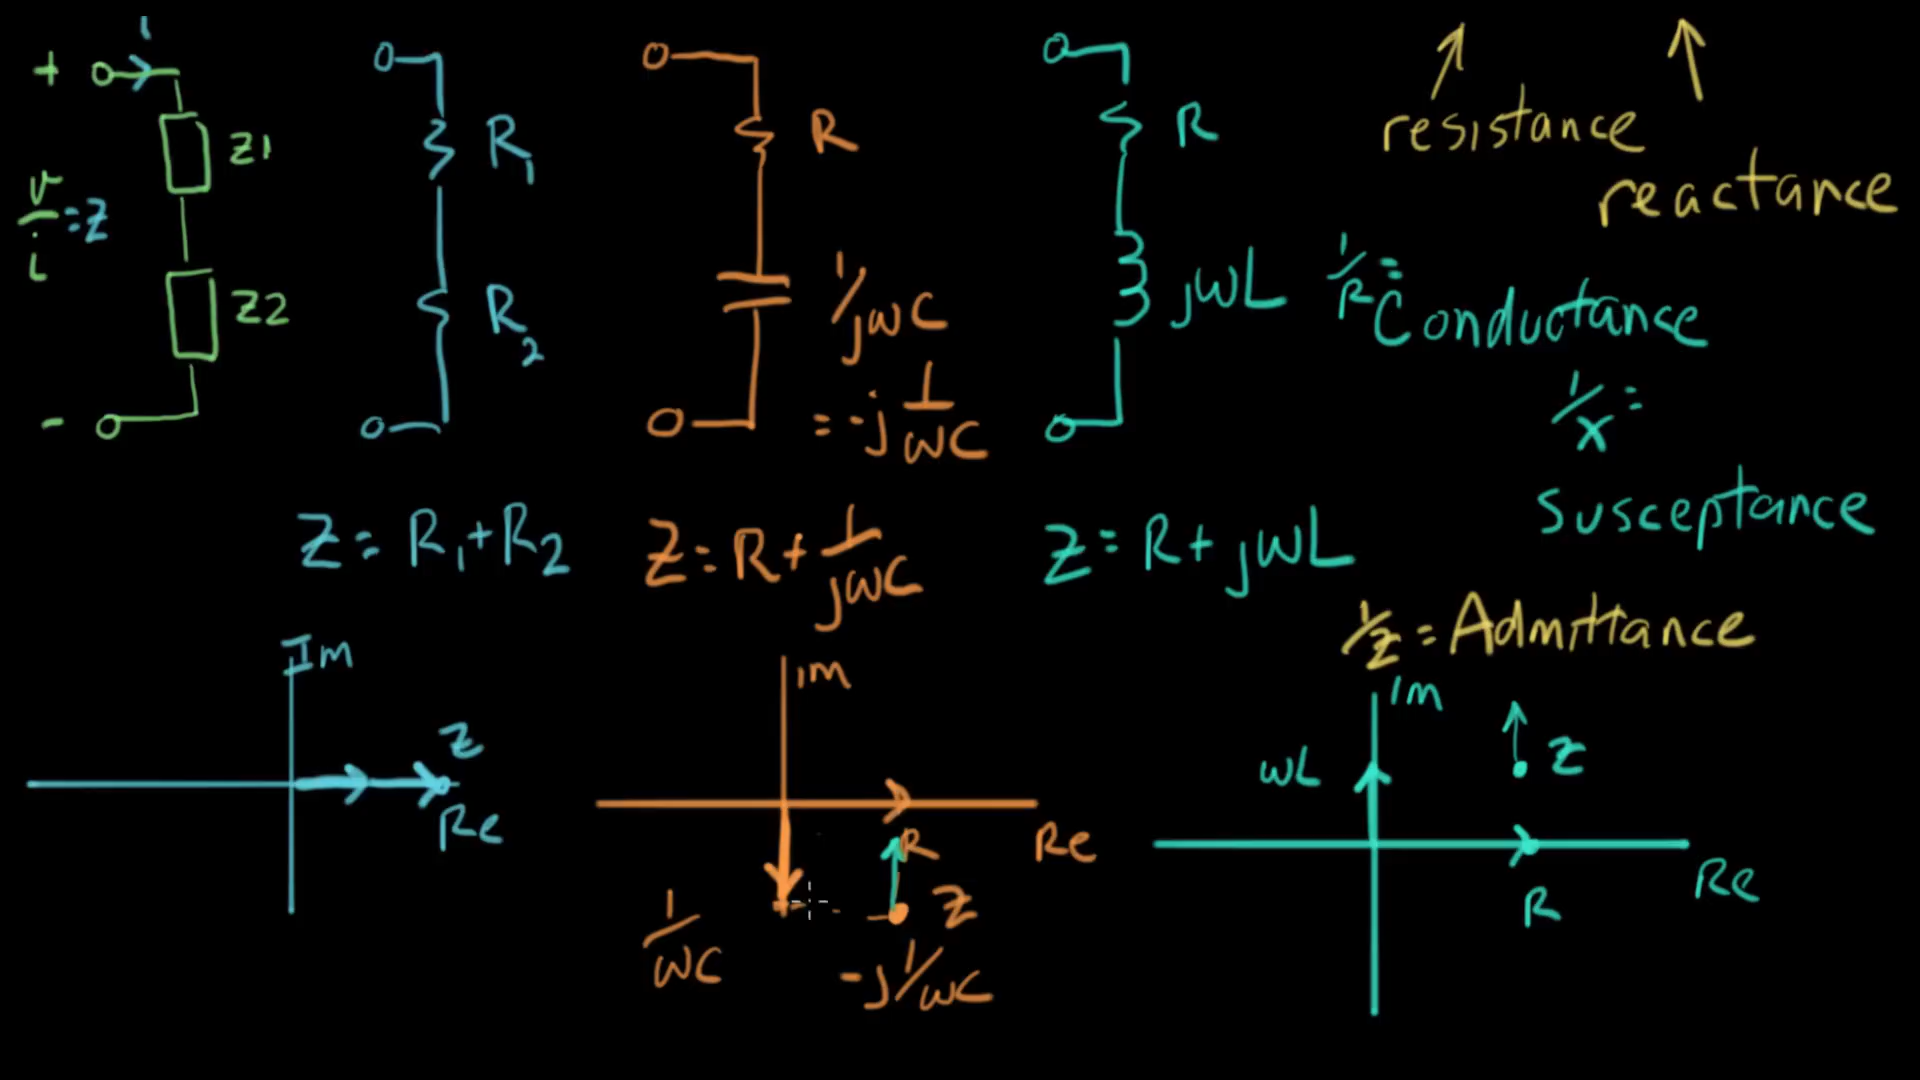 i
+
Z1
v/i = Z
Z2
-
R1
R2
Z = R1 + R2
R
1/jωC
= -j 1/ωC
Z = R + 1/jωC
R
jωL
Z = R + jωL
resistance
reactance
1/R = Conductance
1/x =
Susceptance
1/Z = Admittance
Im
Z
Re
Im
R
Re
1/ωC
Z
-j 1/ωC
Im
ωL
Z
R
Re